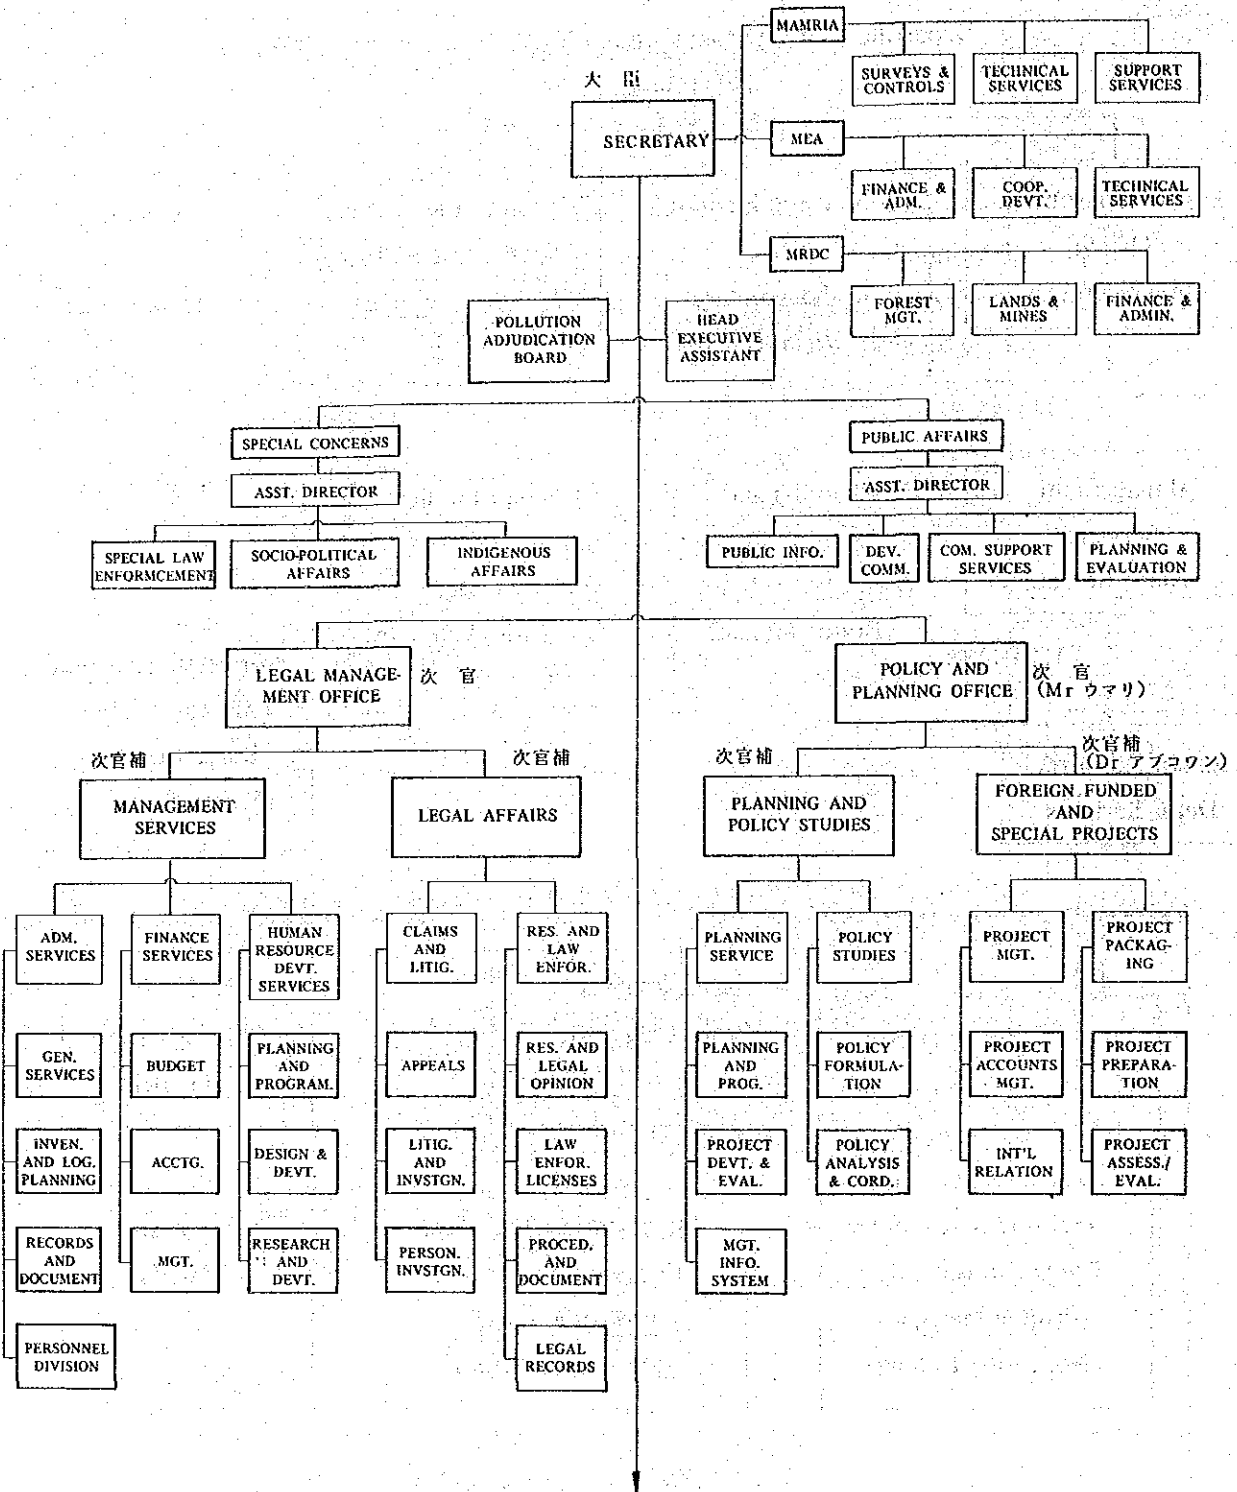 MAMRIA
SURVEYS &
CONTROLS
TECHNICAL
SERVICES
SUPPORT
SERVICES
大臣
SECRETARY
MEA
FINANCE &
ADM.
COOP.
DEVT.
TECHNICAL
SERVICES
MRDC
FOREST
MGT.
LANDS &
MINES
FINANCE &
ADMIN.
POLLUTION
ADJUDICATION
BOARD
HEAD
EXECUTIVE
ASSISTANT
SPECIAL CONCERNS
ASST. DIRECTOR
SPECIAL LAW
ENFORMCEMENT
SOCIO-POLITICAL
AFFAIRS
INDIGENOUS
AFFAIRS
PUBLIC AFFAIRS
ASST. DIRECTOR
PUBLIC INFO.
DEV.
COMM.
COM. SUPPORT
SERVICES
PLANNING &
EVALUATION
LEGAL MANAGE-
MENT OFFICE
次官
POLICY AND
PLANNING OFFICE
次官
(Mr ウマリ)
次官補
MANAGEMENT
SERVICES
次官補
LEGAL AFFAIRS
次官補
PLANNING AND
POLICY STUDIES
次官補
(Dr アブコワン)
FOREIGN FUNDED
AND
SPECIAL PROJECTS
ADM.
SERVICES
GEN.
SERVICES
INVEN.
AND LOG.
PLANNING
RECORDS
AND
DOCUMENT
PERSONNEL
DIVISION
FINANCE
SERVICES
BUDGET
ACCTG.
MGT.
HUMAN
RESOURCE
DEVT.
SERVICES
PLANNING
AND
PROGRAM.
DESIGN &
DEVT.
RESEARCH
AND
DEVT.
CLAIMS
AND
LITIG.
APPEALS
LITIG.
AND
INVSTGN.
PERSON.
INVSTGN.
RES. AND
LAW
ENFOR.
RES. AND
LEGAL
OPINION
LAW
ENFOR.
LICENSES
PROCED.
AND
DOCUMENT
LEGAL
RECORDS
PLANNING
SERVICE
PLANNING
AND
PROG.
PROJECT
DEVT. &
EVAL.
MGT.
INFO.
SYSTEM
POLICY
STUDIES
POLICY
FORMULA-
TION
POLICY
ANALYSIS
& CORD.
PROJECT
MGT.
PROJECT
ACCOUNTS
MGT.
INT'L
RELATION
PROJECT
PACKAG-
ING
PROJECT
PREPARA-
TION
PROJECT
ASSESS./
EVAL.